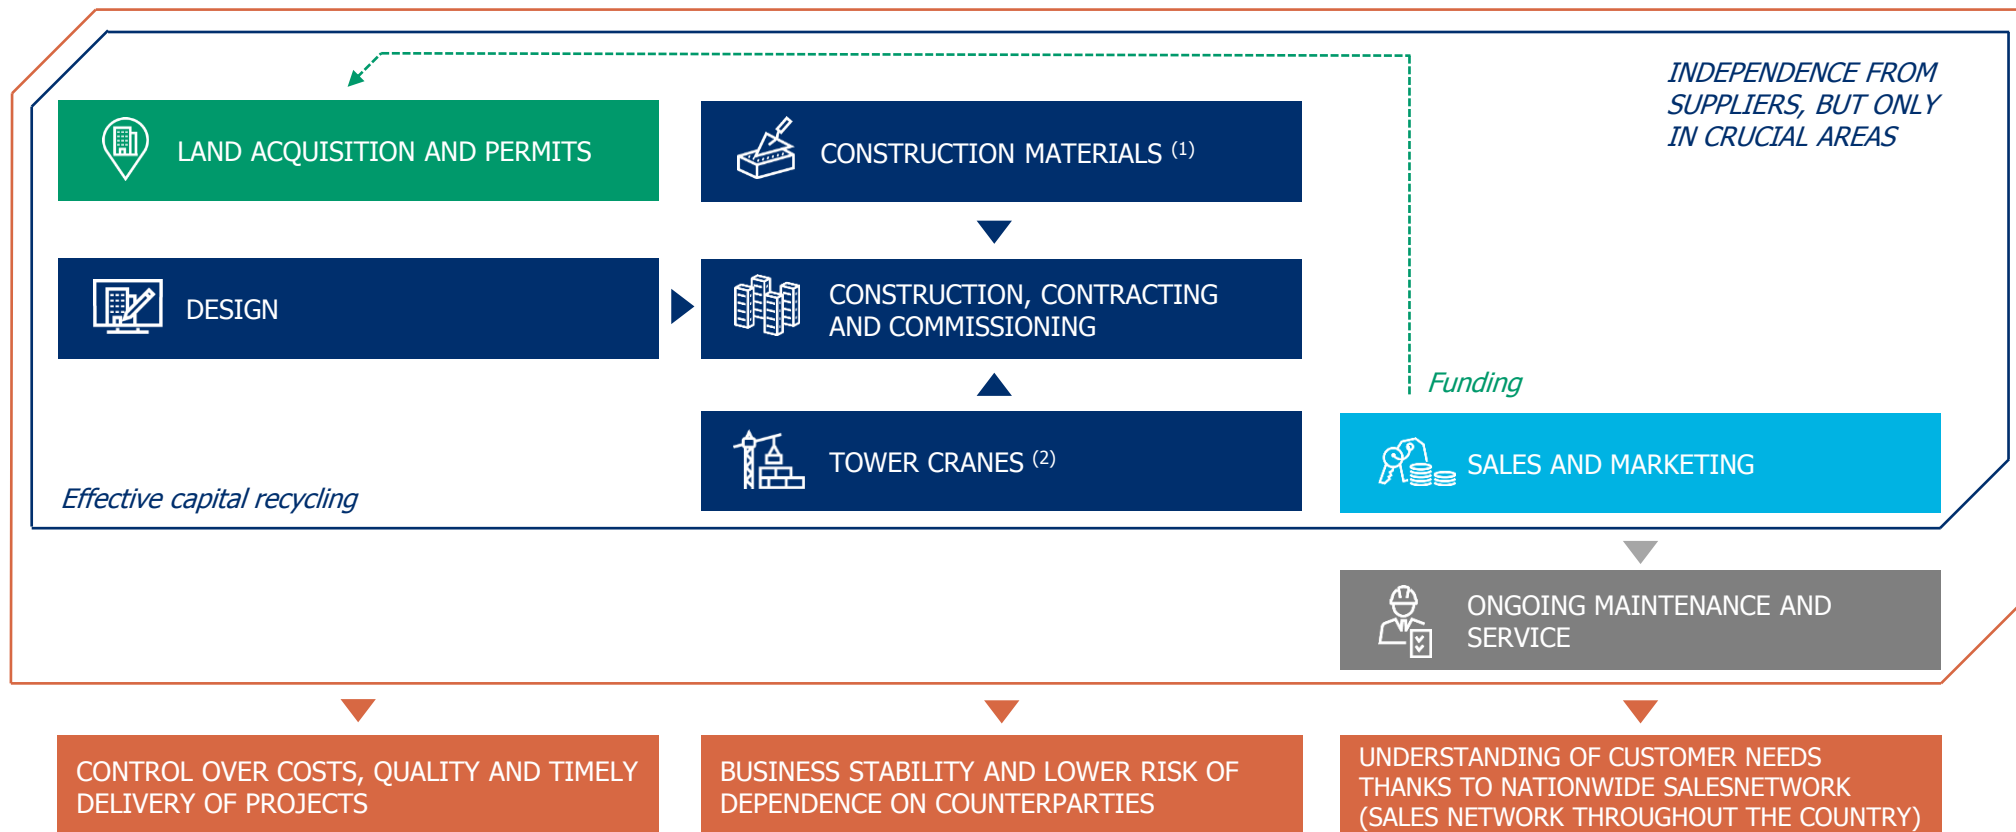 INDEPENDENCE FROM
SUPPLIERS, BUT ONLY
IN CRUCIAL AREAS
LAND ACQUISITION AND PERMITS
CONSTRUCTION MATERIALS (1)
DESIGN
CONSTRUCTION, CONTRACTING
AND COMMISSIONING
Funding
TOWER CRANES (2)
SALES AND MARKETING
Effective capital recycling
ONGOING MAINTENANCE AND
SERVICE
CONTROL OVER COSTS, QUALITY AND TIMELY
DELIVERY OF PROJECTS
BUSINESS STABILITY AND LOWER RISK OF
DEPENDENCE ON COUNTERPARTIES
UNDERSTANDING OF CUSTOMER NEEDS
THANKS TO NATIONWIDE SALESNETWORK
(SALES NETWORK THROUGHOUT THE COUNTRY)